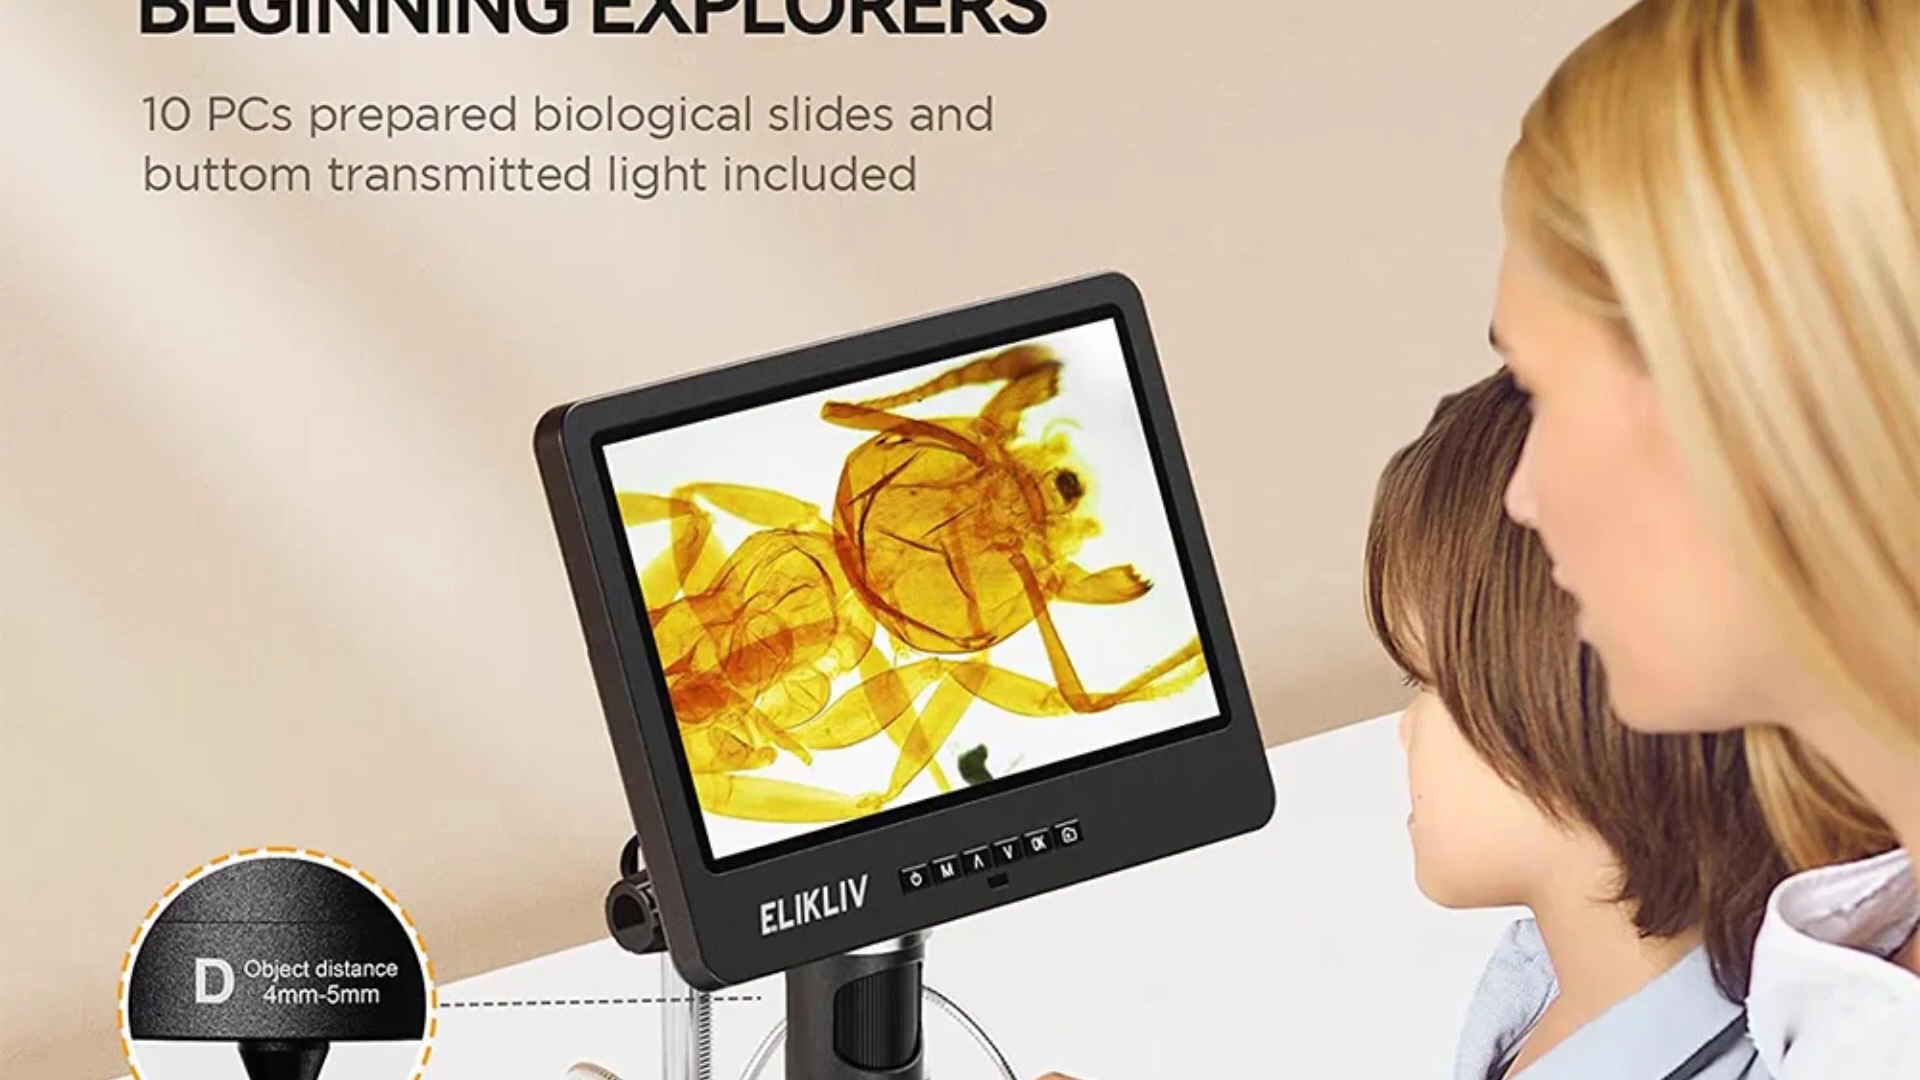 BEGINNING EXPLORERS
10 PCs prepared biological slides and
buttom transmitted light included
M
OK
ELIKLIV
D
Object distance
4mm-5mm